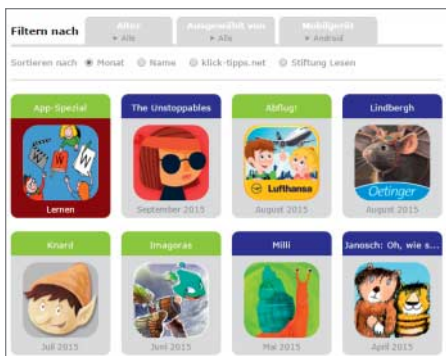 Filtern nach
Alter
▸ Alle
Ausgewählt von
▸ Alle
Mobilgerät
▸ Android
Sortieren nach Monat Name klick-tipps.net Stiftung Lesen
App-Spezial The Unstoppables Abflug! Lindbergh
W W W
Lufthansa Oetinger
Lernen September 2015 August 2015 August 2015
Knard Imagoras Milli Janosch: Oh, wie s...
Juli 2015 Juni 2015 Mai 2015 April 2015